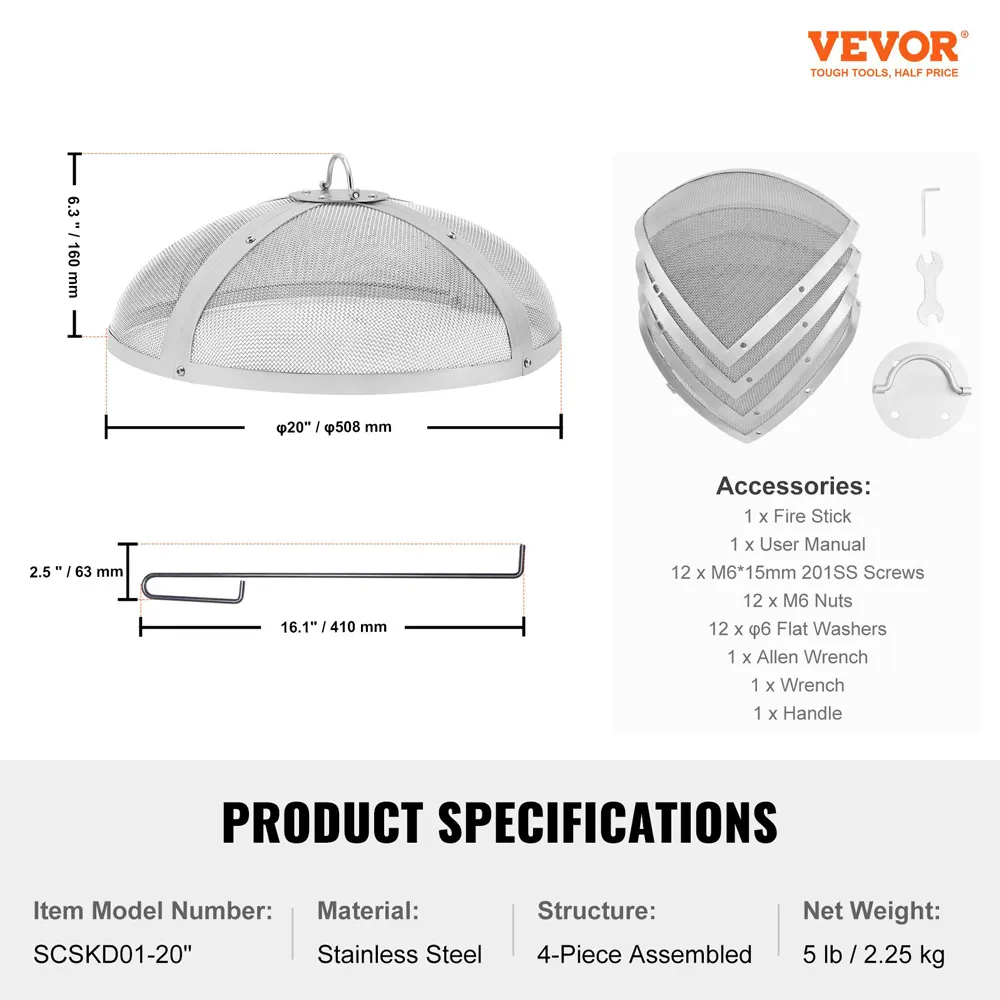 VEVOR®
TOUGH TOOLS, HALF PRICE
6.3 " / 160 mm
φ20" / φ508 mm
2.5 " / 63 mm
16.1" / 410 mm
Accessories:
1 x Fire Stick
1 x User Manual
12 x M6*15mm 201SS Screws
12 x M6 Nuts
12 x φ6 Flat Washers
1 x Allen Wrench
1 x Wrench
1 x Handle
PRODUCT SPECIFICATIONS
Item Model Number:
SCSKD01-20"
Material:
Stainless Steel
Structure:
4-Piece Assembled
Net Weight:
5 lb / 2.25 kg